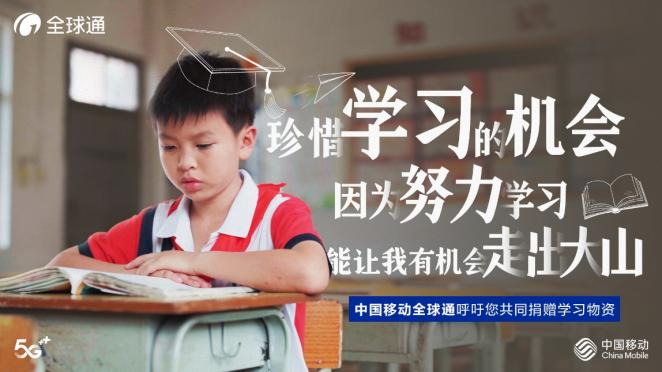 全球通
珍惜学习的机会
因为努力学习
能让我有机会走出大山
中国移动全球通呼吁您共同捐赠学习物资
5G++
中国移动
China Mobile